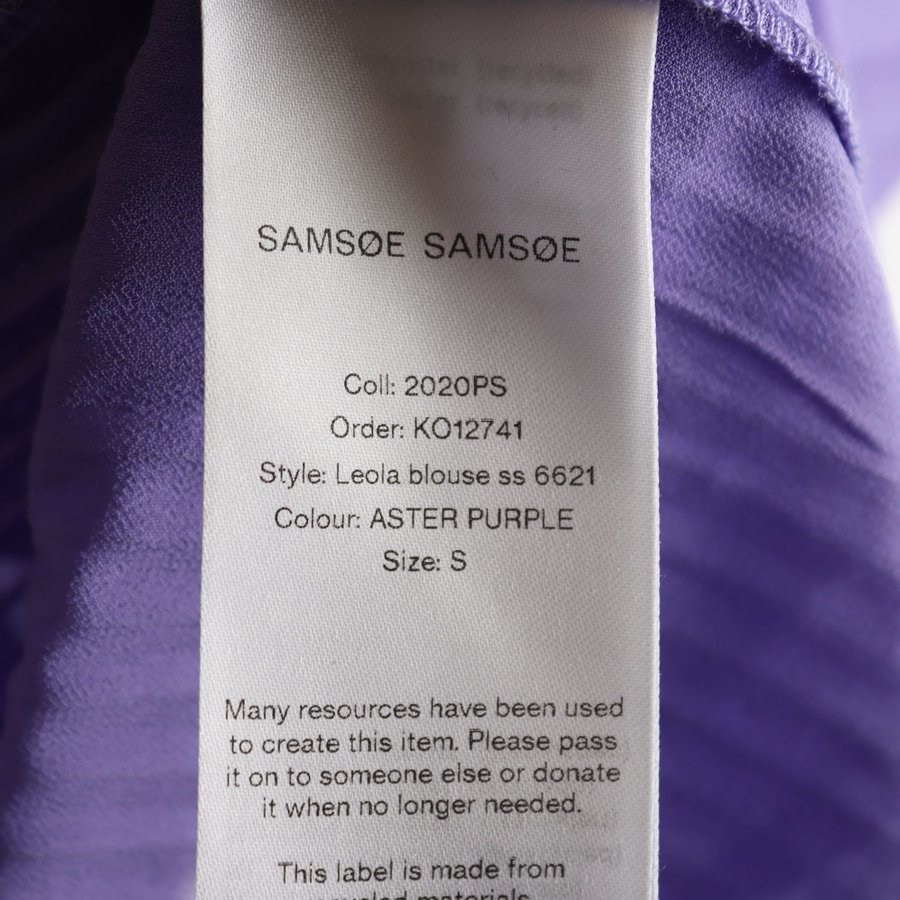 SAMSØE SAMSØE
Coll: 2020PS
Order: KO12741
Style: Leola blouse ss 6621
Colour: ASTER PURPLE
Size: S
Many resources have been used
to create this item. Please pass
it on to someone else or donate
it when no longer needed.
This label is made from
materials